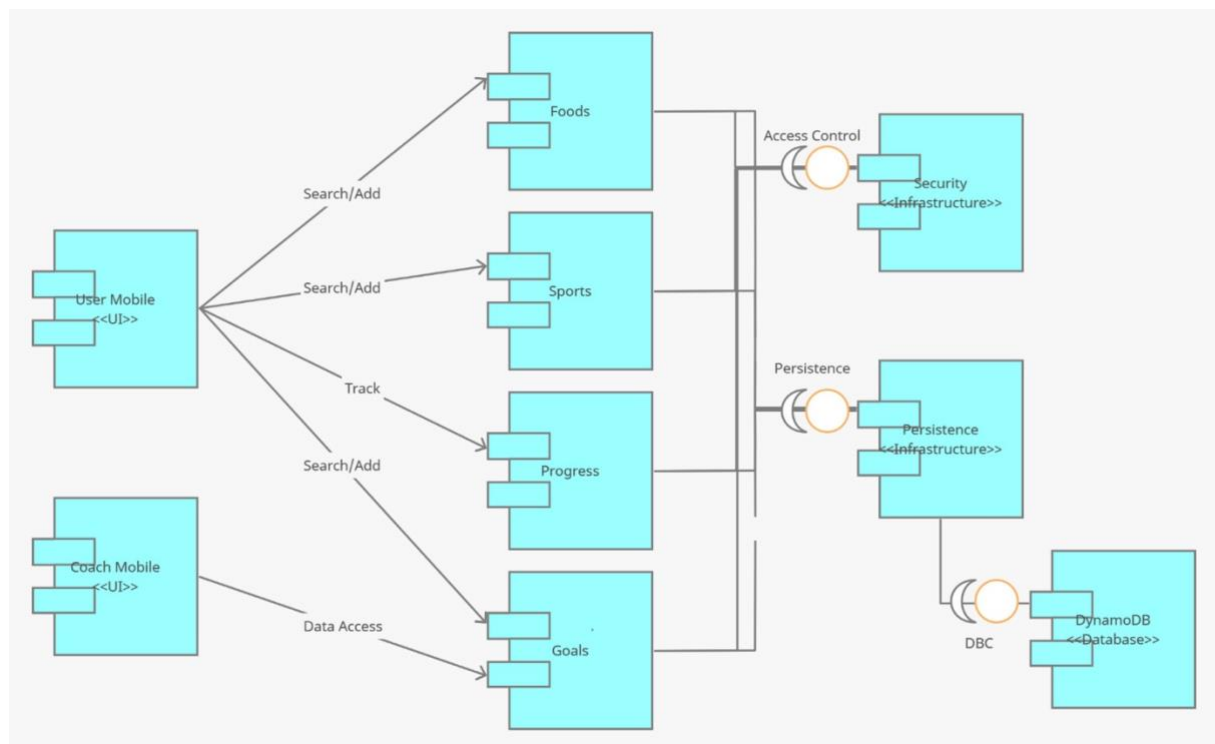 Foods
Access Control
Search/Add
Security
<<Infrastructure>>
Search/Add
Sports
User Mobile
<<UI>>
Persistence
Track
Persistence
<<Infrastructure>>
Search/Add
Progress
Coach Mobile
<<UI>>
Data Access
Goals
DynamoDB
<<Database>>
DBC